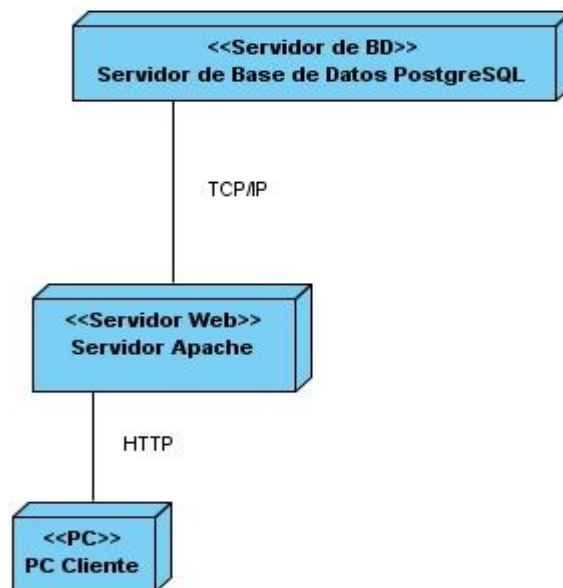 <<Servidor de BD>>
Servidor de Base de Datos PostgreSQL
TCP/IP
<<Servidor Web>>
Servidor Apache
HTTP
<<PC>>
PC Cliente